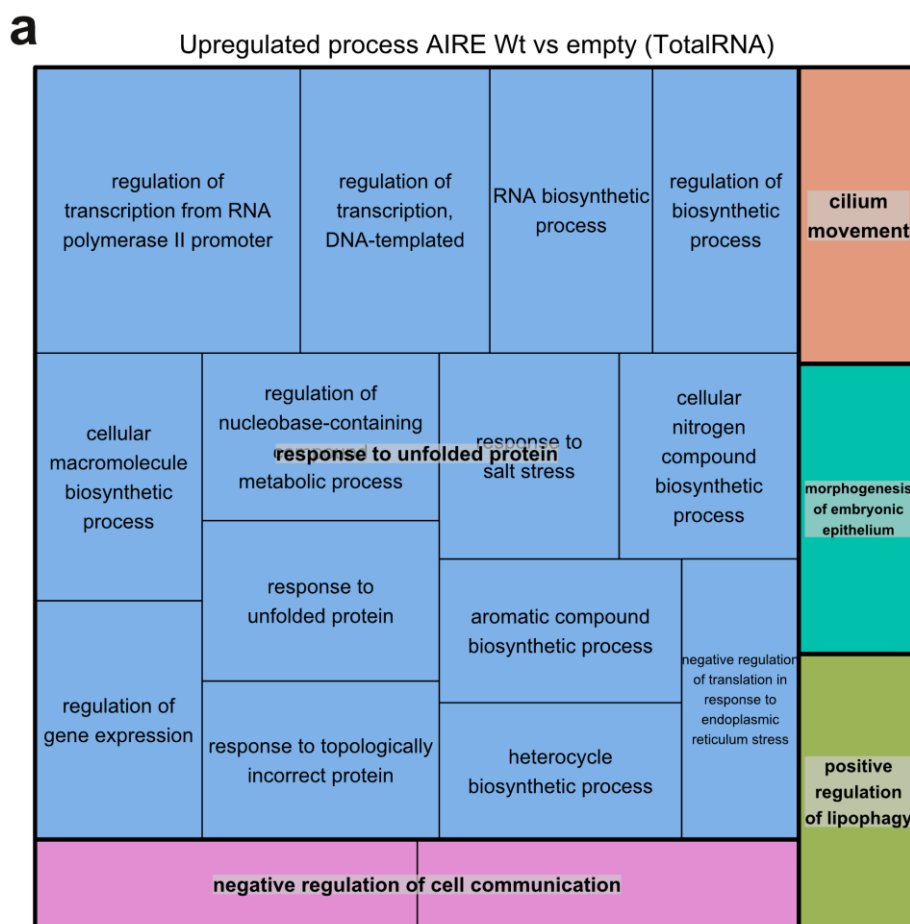 a
Upregulated process AIRE Wt vs empty (TotalRNA)
regulation of
transcription from RNA
polymerase II promoter
regulation of
transcription,
DNA-templated
RNA biosynthetic
process
regulation of
biosynthetic
process
cilium
movement
cellular
macromolecule
biosynthetic
process
regulation of
nucleobase-containing
metabolic process
response to unfolded protein
response to
salt stress
cellular
nitrogen
compound
biosynthetic
process
morphogenesis
of embryonic
epithelium
response to
unfolded protein
aromatic compound
biosynthetic process
negative regulation
of translation in
response to
endoplasmic
reticulum stress
regulation of
gene expression
response to topologically
incorrect protein
heterocycle
biosynthetic process
positive
regulation
of lipophagy
negative regulation of cell communication